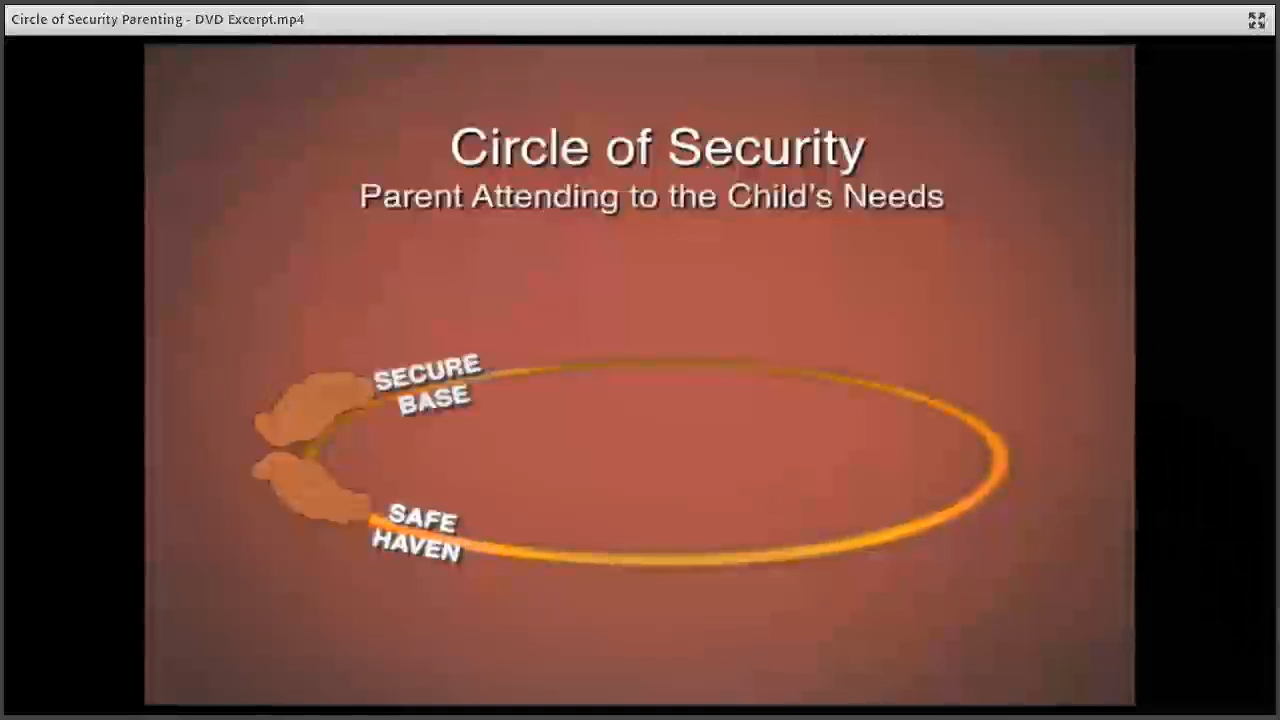 Circle of Security Parenting - DVD Excerpt.mp4
Circle of Security
Parent Attending to the Child's Needs
SECURE
BASE
SAFE
HAVEN